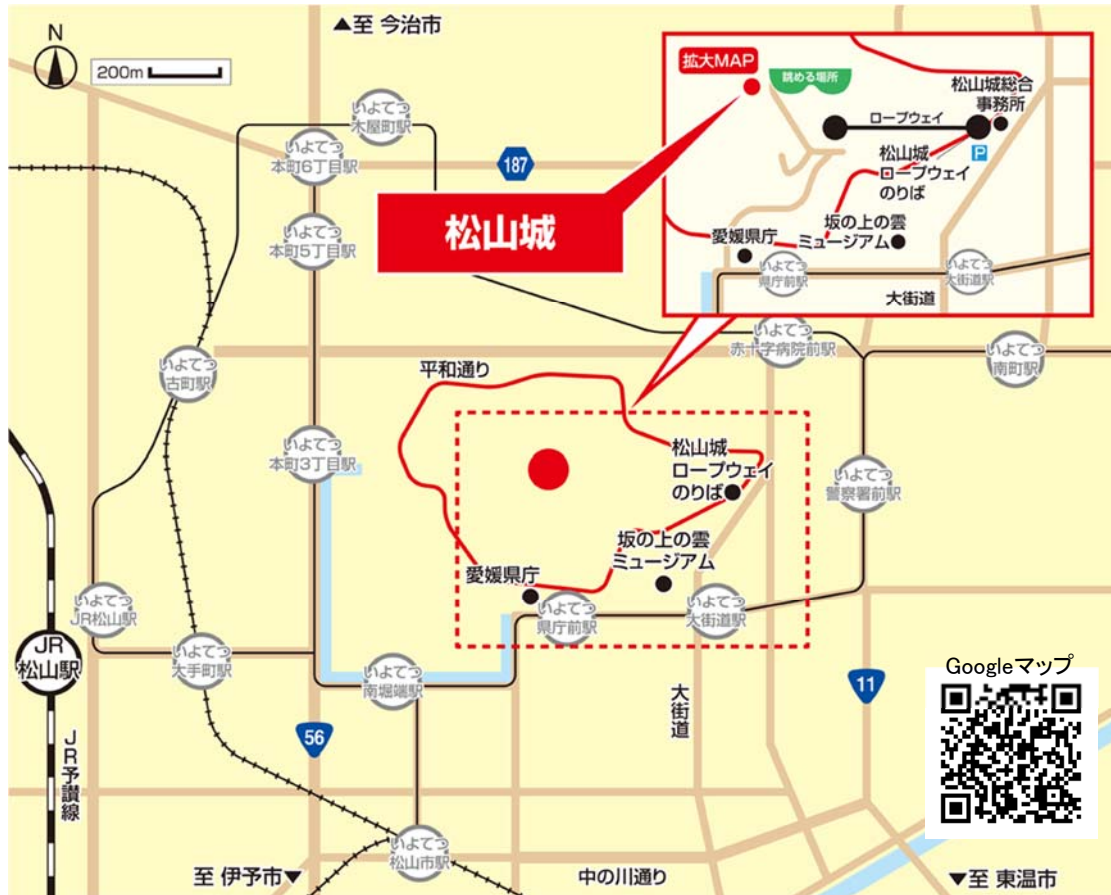 ▲至 今治市
N
200m
拡大MAP
眺める場所
松山城総合
事務所
ロープウェイ
P
松山城
ロープウェイ
のりば
坂の上の雲
ミュージアム
愛媛県庁
いよてつ
県庁前駅
いよてつ
大街道駅
大街道
松山城
いよてつ
木屋町駅
いよてつ
本町6丁目駅
187
いよてつ
本町5丁目駅
いよてつ
赤十字病院前駅
いよてつ
南町駅
いよてつ
古町駅
平和通り
いよてつ
本町3丁目駅
松山城
ロープウェイ
のりば
いよてつ
警察署前駅
坂の上の雲
ミュージアム
愛媛県庁
いよてつ
県庁前駅
いよてつ
大街道駅
いよてつ
JR松山駅
JR
松山駅
いよてつ
大手町駅
いよてつ
南堀端駅
大街道
11
56
JR予讃線
Googleマップ
いよてつ
松山市駅
至 伊予市▼
中の川通り
▼至 東温市